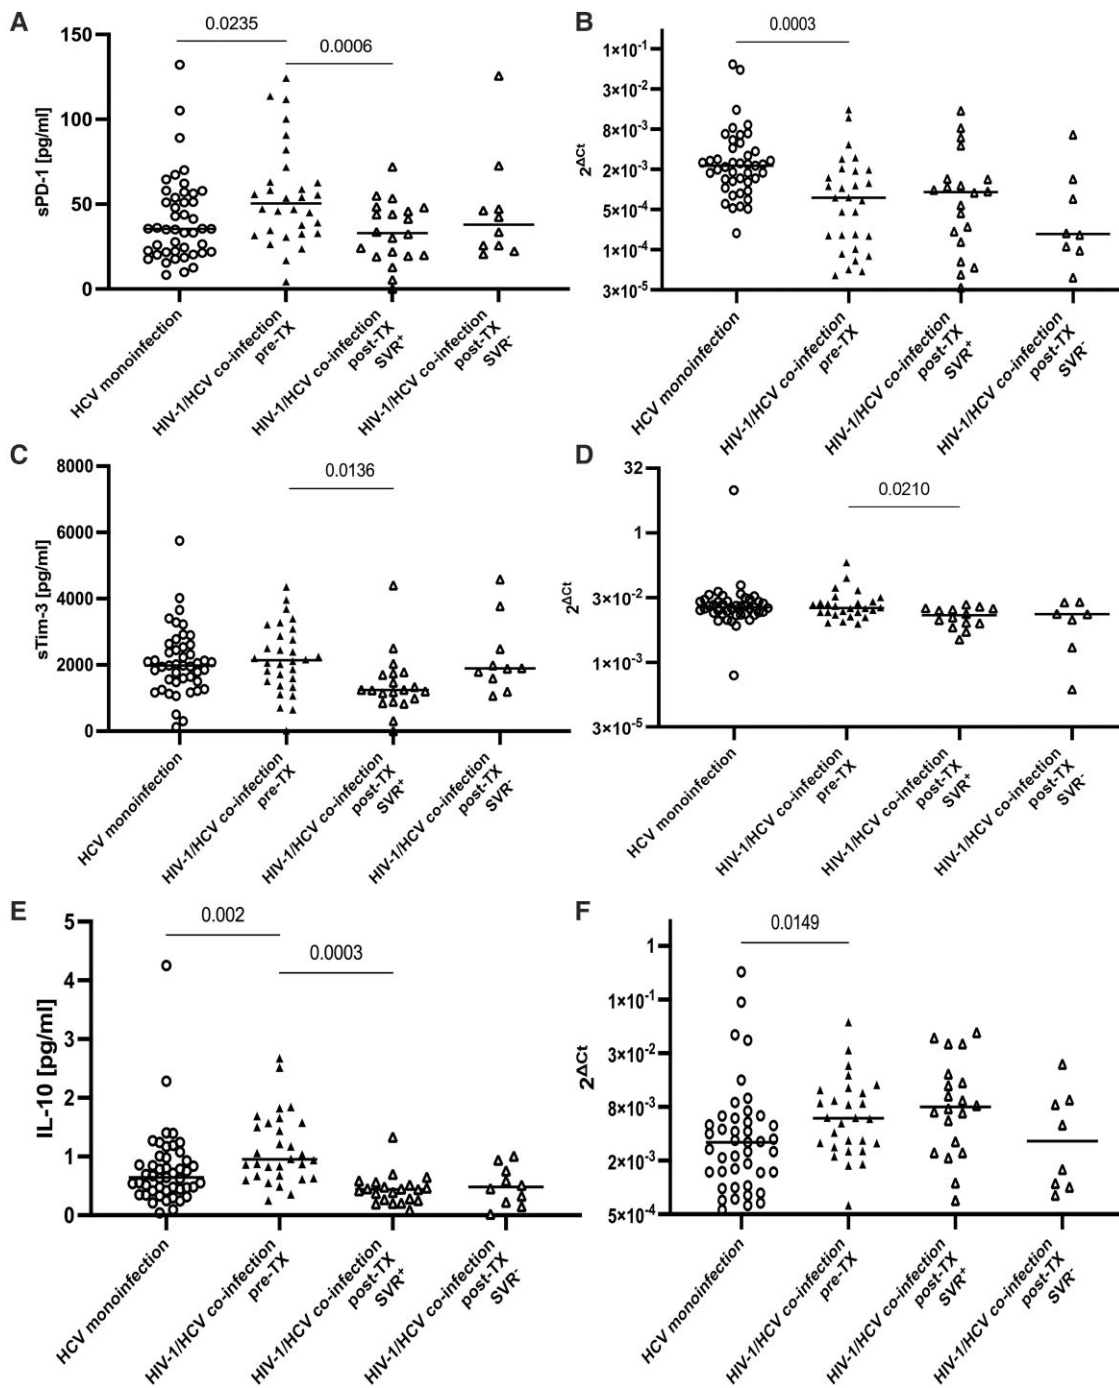 A
150
100
50
0
sPD-1 [pg/ml]
0.0235
0.0006
HCV monoinfection
HIV-1/HCV co-infection
pre-TX
HIV-1/HCV co-infection
post-TX
SVR⁺
HIV-1/HCV co-infection
post-TX
SVR⁻
B
1×10⁻¹
3×10⁻²
8×10⁻³
2×10⁻³
5×10⁻⁴
1×10⁻⁴
3×10⁻⁵
2^ΔCt
0.0003
HCV monoinfection
HIV-1/HCV co-infection
pre-TX
HIV-1/HCV co-infection
post-TX
SVR⁺
HIV-1/HCV co-infection
post-TX
SVR⁻
C
8000
6000
4000
2000
0
sTim-3 [pg/ml]
0.0136
HCV monoinfection
HIV-1/HCV co-infection
pre-TX
HIV-1/HCV co-infection
post-TX
SVR⁺
HIV-1/HCV co-infection
post-TX
SVR⁻
D
32
1
3×10⁻²
1×10⁻³
3×10⁻⁵
2^ΔCt
0.0210
HCV monoinfection
HIV-1/HCV co-infection
pre-TX
HIV-1/HCV co-infection
post-TX
SVR⁺
HIV-1/HCV co-infection
post-TX
SVR⁻
E
5
4
3
2
1
0
IL-10 [pg/ml]
0.002
0.0003
HCV monoinfection
HIV-1/HCV co-infection
pre-TX
HIV-1/HCV co-infection
post-TX
SVR⁺
HIV-1/HCV co-infection
post-TX
SVR⁻
F
1
1×10⁻¹
3×10⁻²
8×10⁻³
2×10⁻³
5×10⁻⁴
2^ΔCt
0.0149
HCV monoinfection
HIV-1/HCV co-infection
pre-TX
HIV-1/HCV co-infection
post-TX
SVR⁺
HIV-1/HCV co-infection
post-TX
SVR⁻